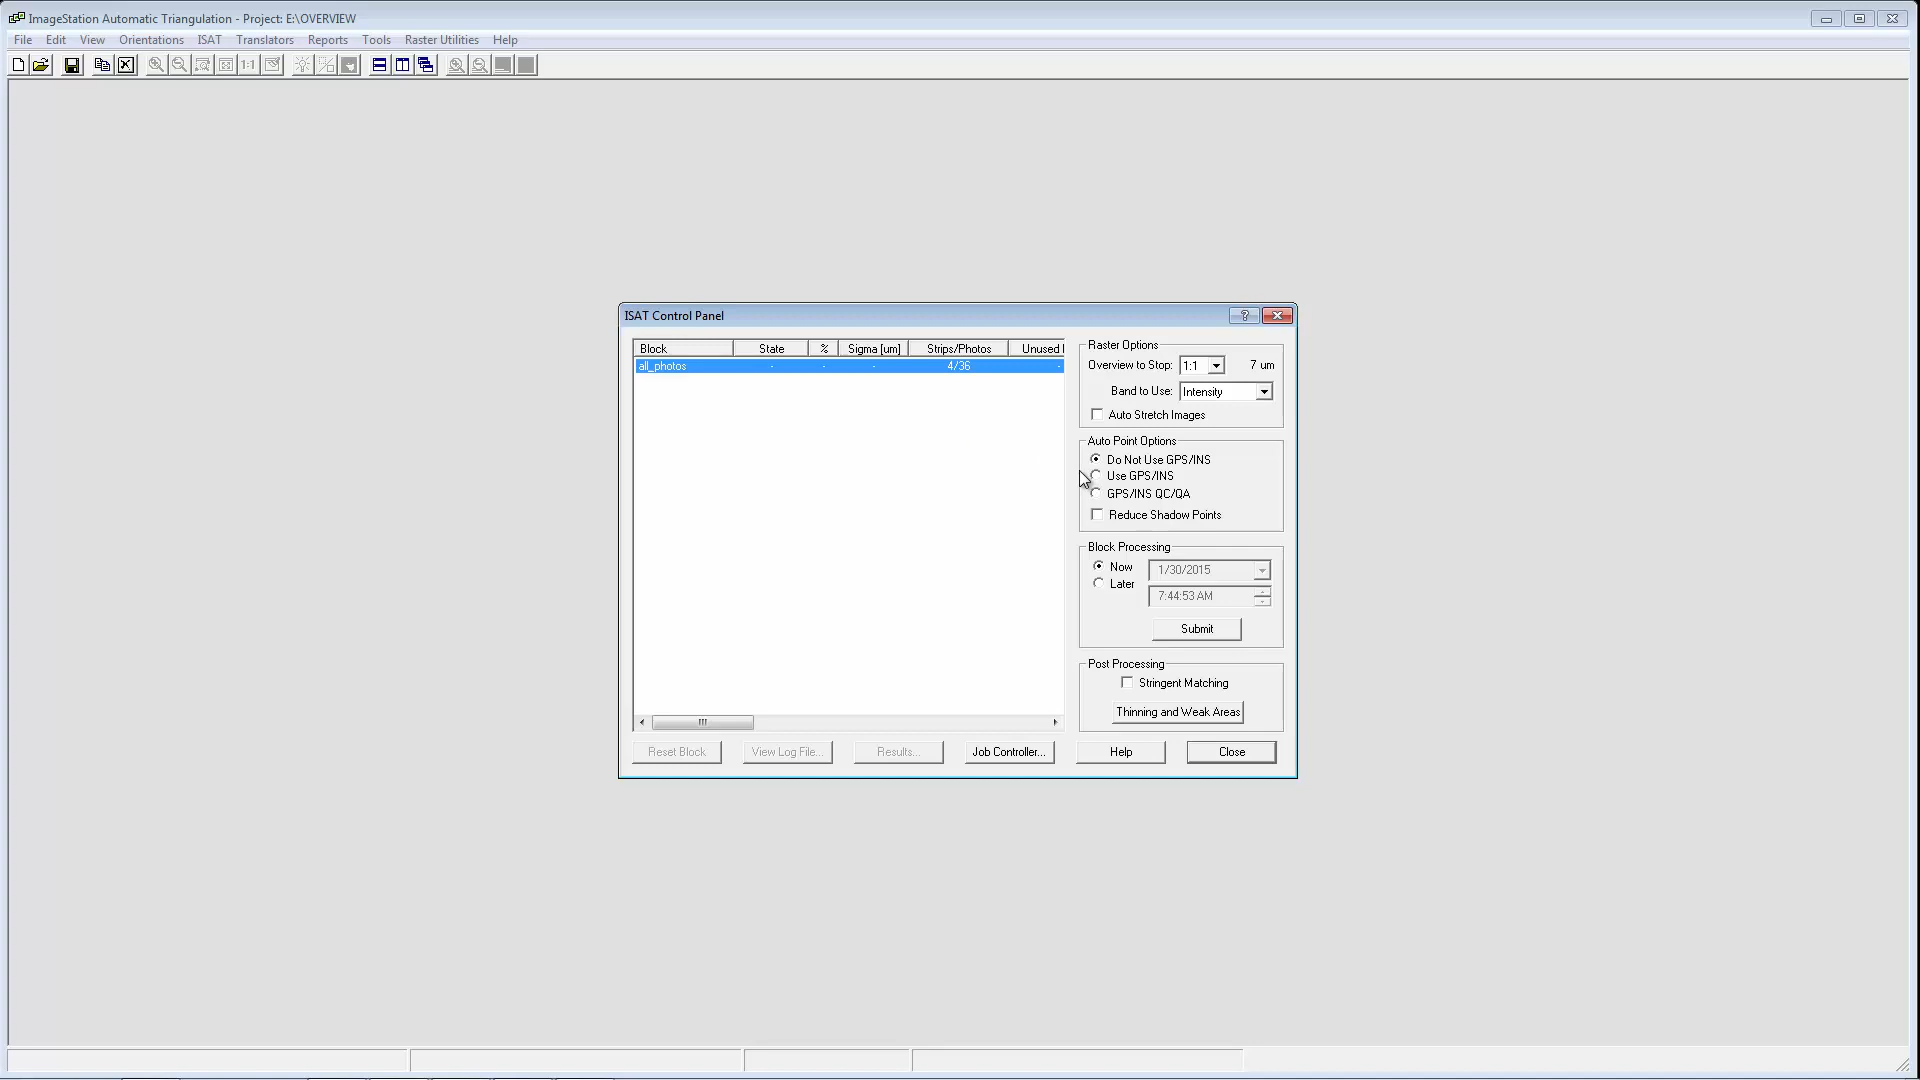 ImageStation Automatic Triangulation - Project: E:\OVERVIEW
File Edit View Orientations ISAT Translators Reports Tools Raster Utilities Help
1:1
ISAT Control Panel
Block State % Sigma [um] Strips/Photos Unused
all_photos - - - 4/36 -
Raster Options
Overview to Stop: 1:1 7 um
Band to Use: Intensity
Auto Stretch Images
Auto Point Options
Do Not Use GPS/INS
Use GPS/INS
GPS/INS QC/QA
Reduce Shadow Points
Block Processing
Now 1/30/2015
Later
7:44:53 AM
Submit
Post Processing
Stringent Matching
Thinning and Weak Areas
Reset Block View Log File... Results... Job Controller... Help Close